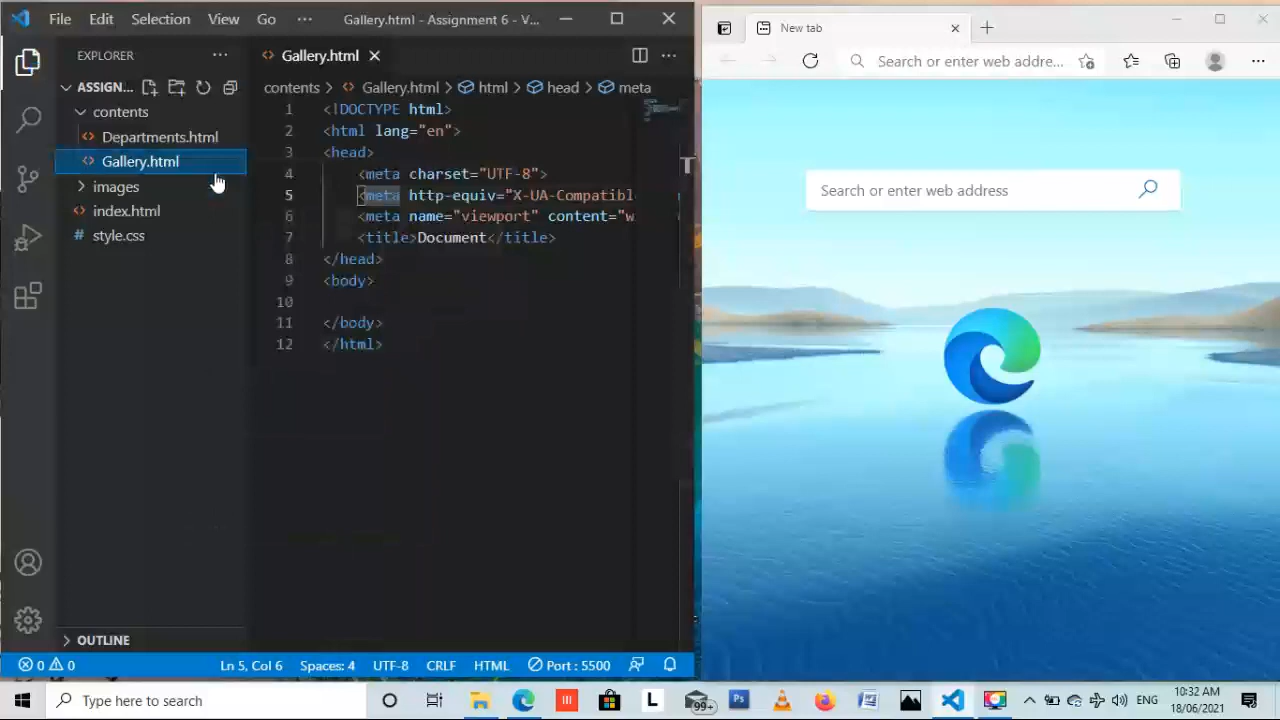 File Edit Selection View Go ··· Gallery.html - Assignment 6 - V...
EXPLORER ···
ASSIGN...
contents
Departments.html
Gallery.html
images
index.html
style.css
OUTLINE
Gallery.html
contents > Gallery.html > html > head > meta
1 <!DOCTYPE html>
2 <html lang="en">
3 <head>
4 <meta charset="UTF-8">
5 <meta http-equiv="X-UA-Compatibl
6 <meta name="viewport" content="w
7 <title>Document</title>
8 </head>
9 <body>
10
11 </body>
12 </html>
0 0 Ln 5, Col 6 Spaces: 4 UTF-8 CRLF HTML Port : 5500
New tab
Search or enter web addre...
Search or enter web address
Type here to search
L
99+
Ps
ENG
10:32 AM
18/06/2021